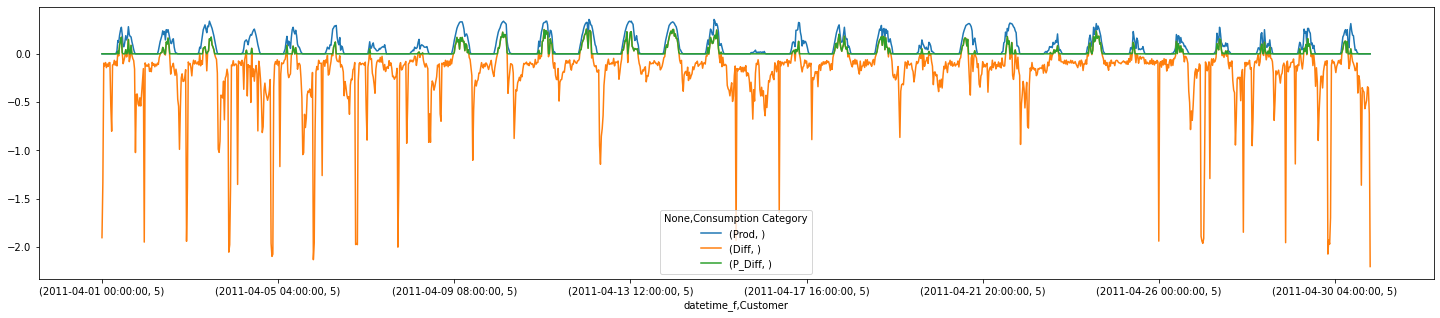 0.0
−0.5
−1.0
−1.5
−2.0
None,Consumption Category
(Prod, )
(Diff, )
(P_Diff, )
(2011-04-01 00:00:00, 5)
(2011-04-05 04:00:00, 5)
(2011-04-09 08:00:00, 5)
(2011-04-13 12:00:00, 5)
(2011-04-17 16:00:00, 5)
(2011-04-21 20:00:00, 5)
(2011-04-26 00:00:00, 5)
(2011-04-30 04:00:00, 5)
datetime_f,Customer